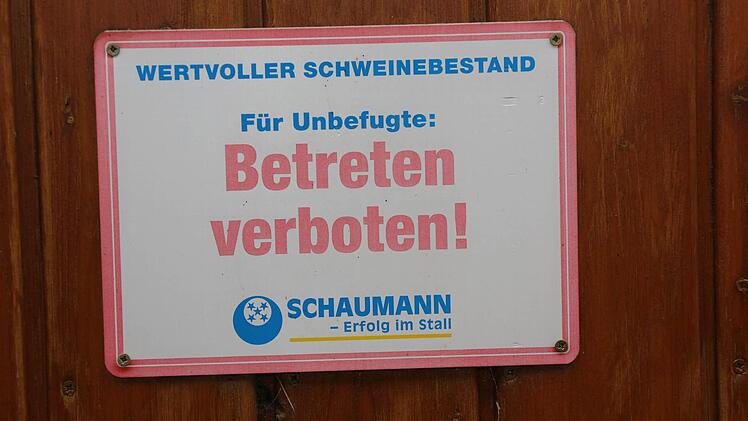 WERTVOLLER SCHWEINEBESTAND
Für Unbefugte:
Betreten
verboten!
SCHAUMANN
– Erfolg im Stall